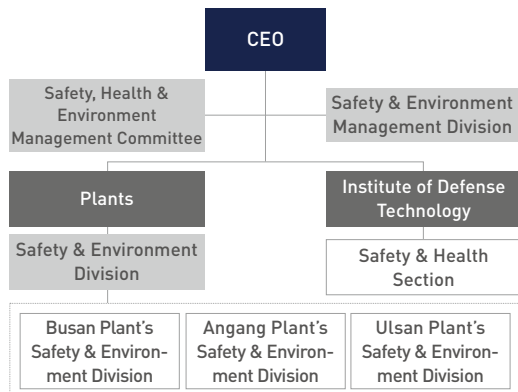 CEO
Safety, Health &
Environment
Management Committee
Safety & Environment
Management Division
Plants
Institute of Defense
Technology
Safety & Environment
Division
Safety & Health
Section
Busan Plant's
Safety & Environ-
ment Division
Angang Plant's
Safety & Environ-
ment Division
Ulsan Plant's
Safety & Environ-
ment Division